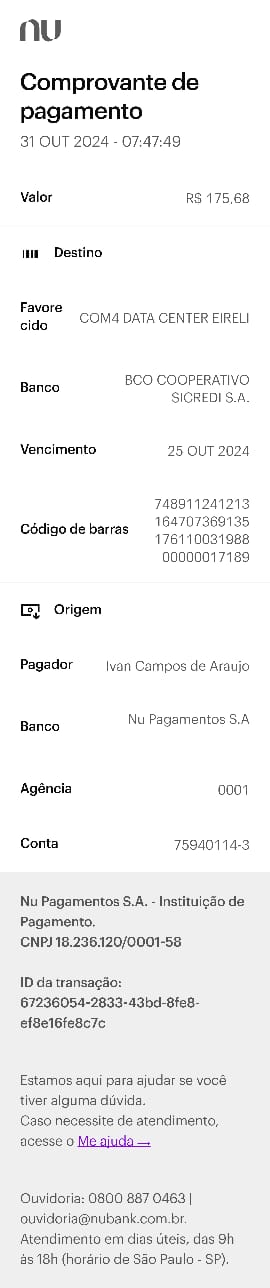 nu
Comprovante de
pagamento
31 OUT 2024 - 07:47:49
Valor R$ 175,68
Destino
Favore
cido
COM4 DATA CENTER EIRELI
Banco
BCO COOPERATIVO
SICREDI S.A.
Vencimento 25 OUT 2024
Código de barras
748911241213
164707369135
176110031988
00000017189
Origem
Pagador Ivan Campos de Araujo
Banco Nu Pagamentos S.A
Agência 0001
Conta 75940114-3
Nu Pagamentos S.A. - Instituição de
Pagamento.
CNPJ 18.236.120/0001-58
ID da transação:
67236054-2833-43bd-8fe8-
ef8e16fe8c7c
Estamos aqui para ajudar se você
tiver alguma dúvida.
Caso necessite de atendimento,
acesse o Me ajuda →
Ouvidoria: 0800 887 0463 |
ouvidoria@nubank.com.br.
Atendimento em dias úteis, das 9h
às 18h (horário de São Paulo - SP).